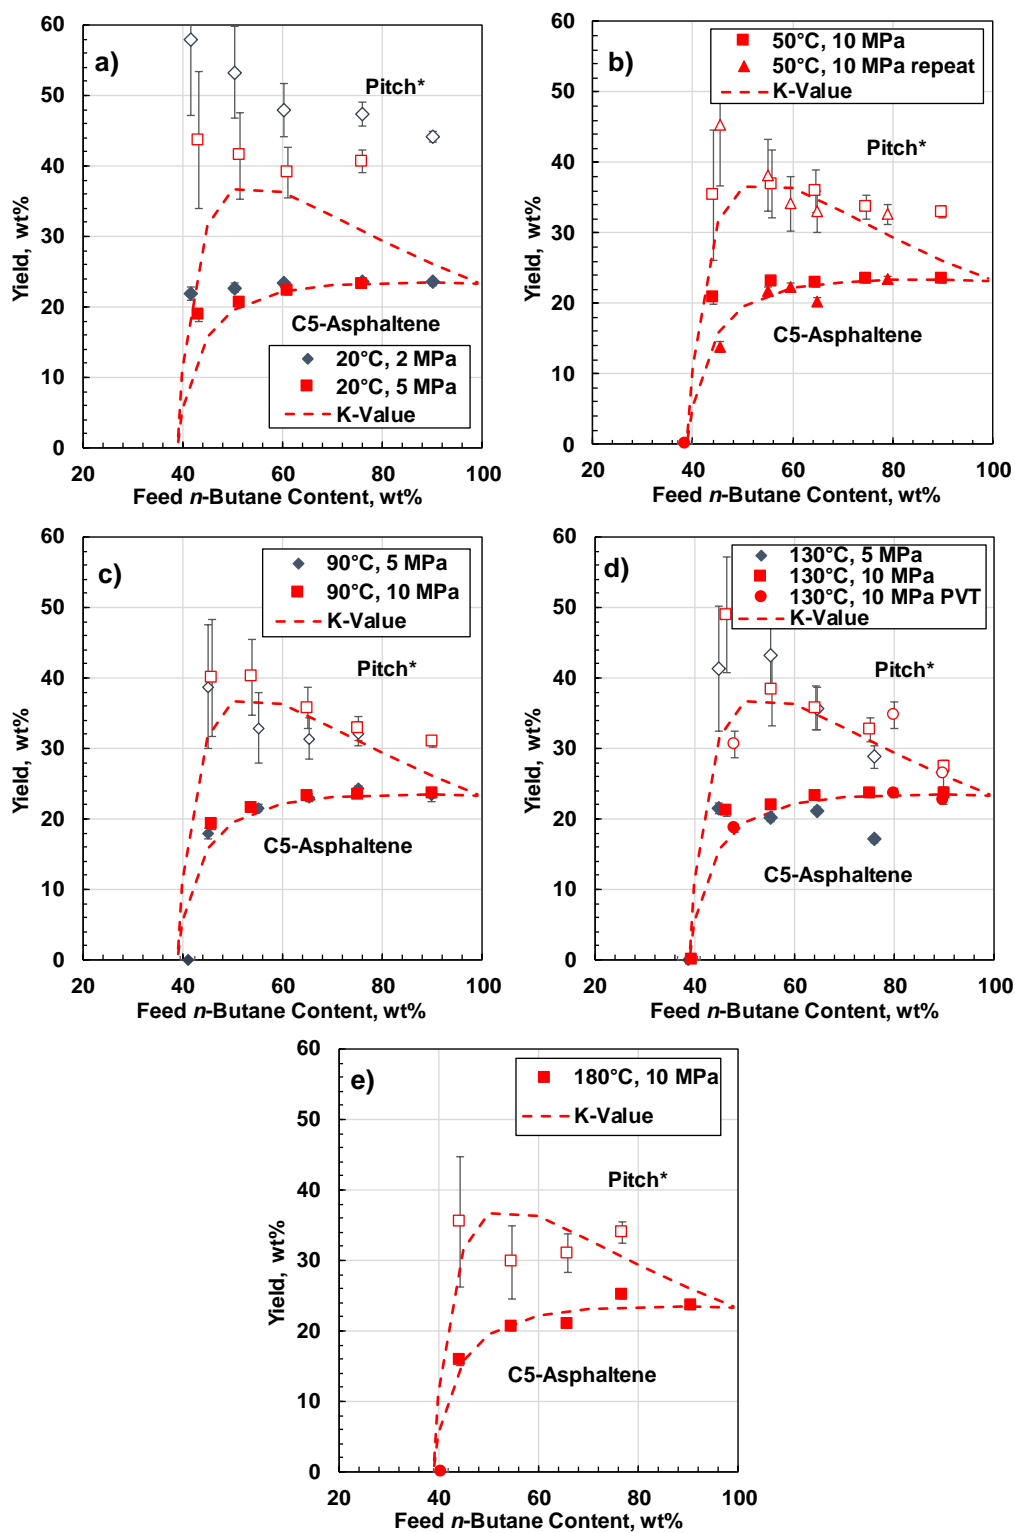 a)
Pitch*
C5-Asphaltene
20°C, 2 MPa
20°C, 5 MPa
K-Value
Yield, wt%
0
10
20
30
40
50
60
20
40
60
80
100
Feed n-Butane Content, wt%
b)
50°C, 10 MPa
50°C, 10 MPa repeat
K-Value
Pitch*
C5-Asphaltene
Yield, wt%
0
10
20
30
40
50
60
20
40
60
80
100
Feed n-Butane Content, wt%
c)
90°C, 5 MPa
90°C, 10 MPa
K-Value
Pitch*
C5-Asphaltene
Yield, wt%
0
10
20
30
40
50
60
20
40
60
80
100
Feed n-Butane Content, wt%
d)
130°C, 5 MPa
130°C, 10 MPa
130°C, 10 MPa PVT
K-Value
Pitch*
C5-Asphaltene
Yield, wt%
0
10
20
30
40
50
60
20
40
60
80
100
Feed n-Butane Content, wt%
e)
180°C, 10 MPa
K-Value
Pitch*
C5-Asphaltene
Yield, wt%
0
10
20
30
40
50
60
20
40
60
80
100
Feed n-Butane Content, wt%